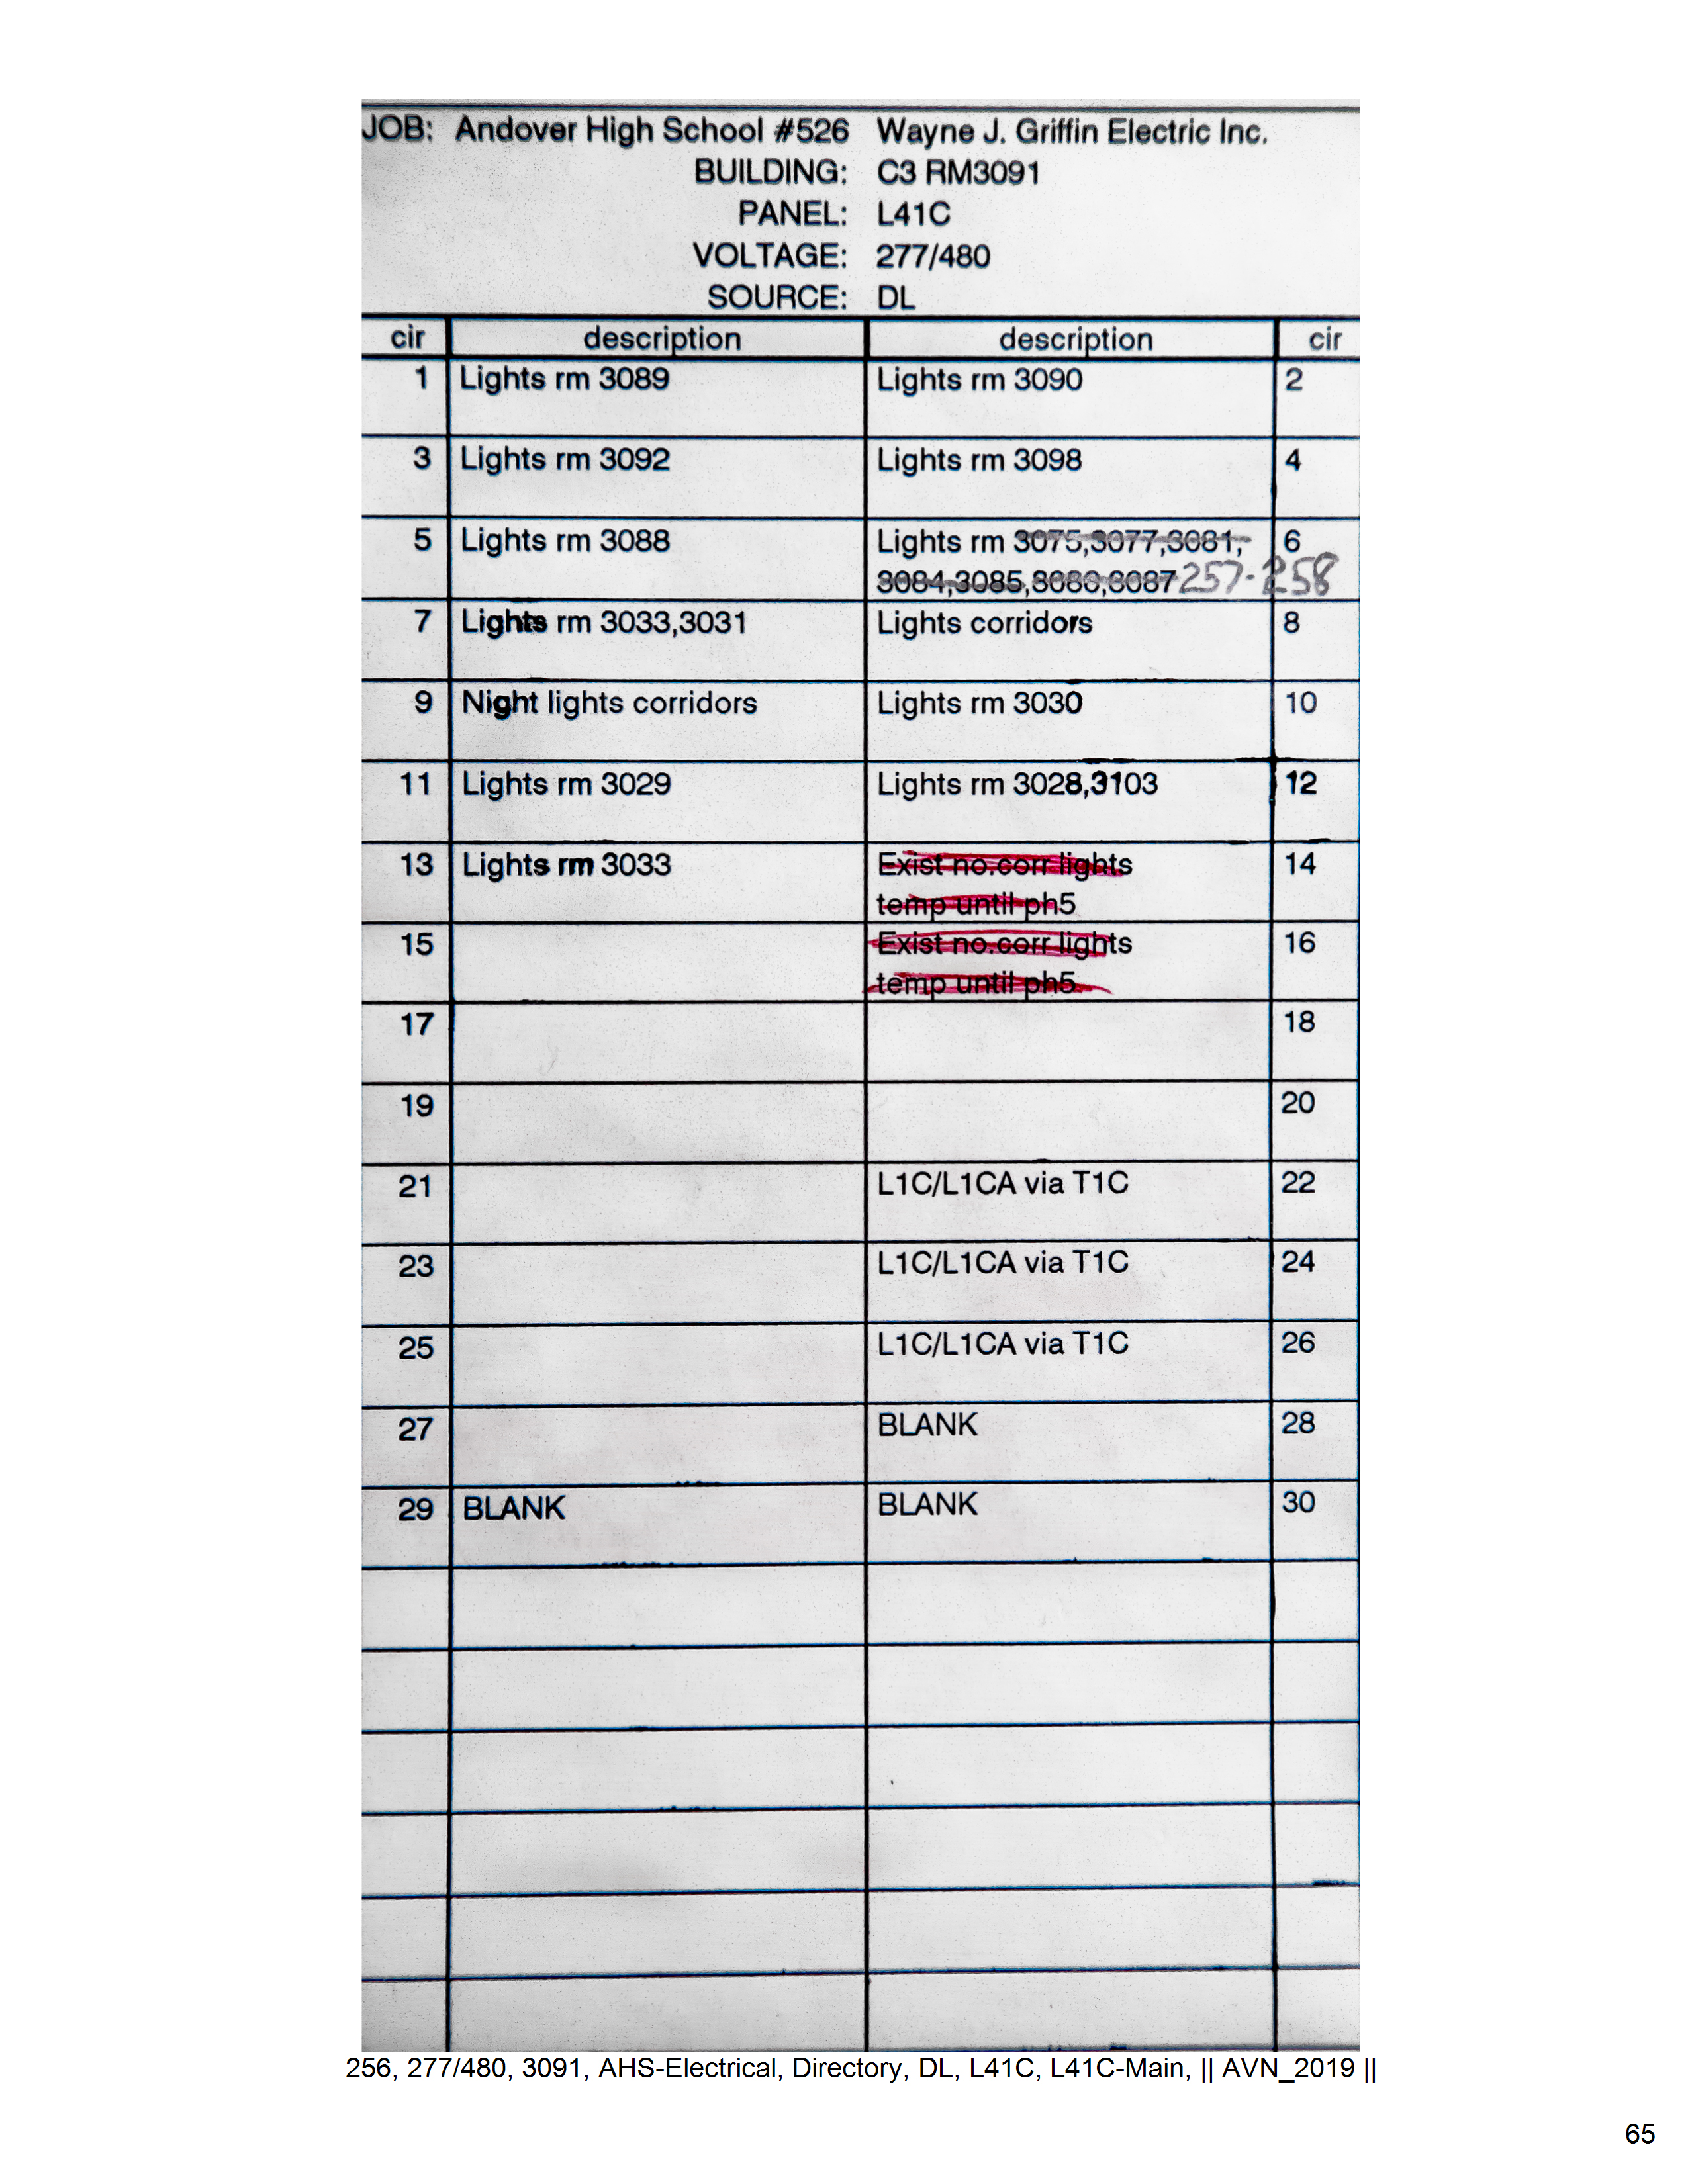 JOB: Andover High School #526 Wayne J. Griffin Electric Inc.
BUILDING: C3 RM3091
PANEL: L41C
VOLTAGE: 277/480
SOURCE: DL
cir description description cir
1 Lights rm 3089 Lights rm 3090 2
3 Lights rm 3092 Lights rm 3098 4
5 Lights rm 3088 Lights rm 3075,3077,3081, 6
3084,3085,3086,3087 257-258
7 Lights rm 3033,3031 Lights corridors 8
9 Night lights corridors Lights rm 3030 10
11 Lights rm 3029 Lights rm 3028,3103 12
13 Lights rm 3033 Exist no.corr lights 14
temp until ph5
15 Exist no.corr lights 16
temp until ph5
17 18
19 20
21 L1C/L1CA via T1C 22
23 L1C/L1CA via T1C 24
25 L1C/L1CA via T1C 26
27 BLANK 28
29 BLANK BLANK 30
256, 277/480, 3091, AHS-Electrical, Directory, DL, L41C, L41C-Main, || AVN_2019 ||
65